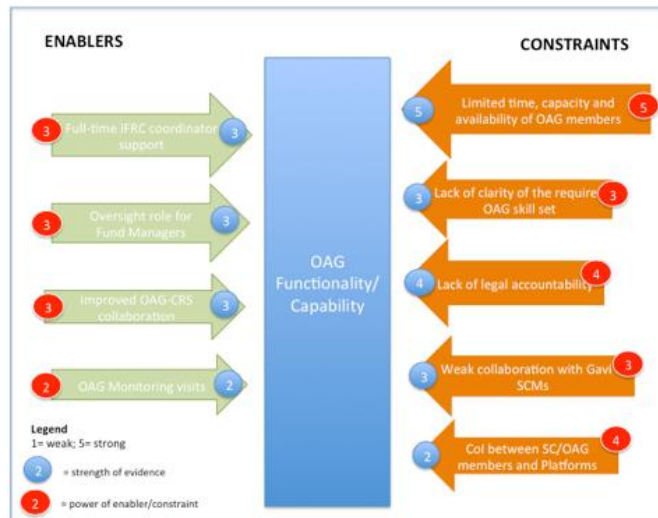 ENABLERS
CONSTRAINTS
3
Full-time IFRC coordinator
support
3
3
Oversight role for
Fund Managers
3
3
Improved OAG-CRS
collaboration
3
2
OAG Monitoring visits
2
OAG
Functionality/
Capability
5
Limited time, capacity and
availability of OAG members
5
3
Lack of clarity of the require
OAG skill set
3
4
Lack of legal accountability
4
3
Weak collaboration with Gavi
SCMs
3
2
CoI between SC/OAG
members and Platforms
4
Legend
1= weak; 5= strong
2
= strength of evidence
2
= power of enabler/constraint